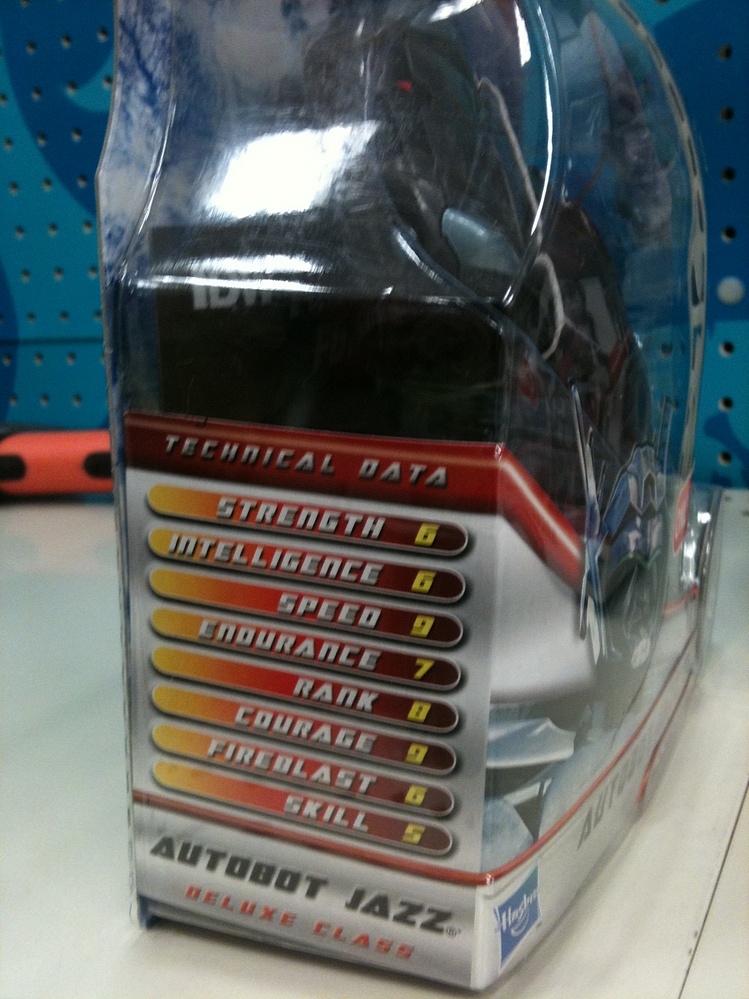 TECHNICAL DATA
STRENGTH 6
INTELLIGENCE 6
SPEED 9
ENDURANCE 7
RANK 8
COURAGE 9
FIREBLAST 6
SKILL 5
AUTOBOT JAZZ®
DELUXE CLASS
Hasbro